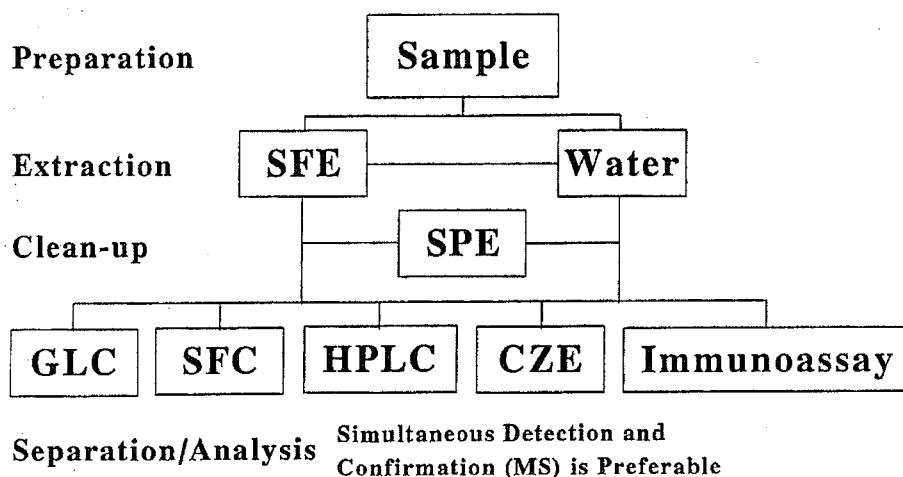 Preparation Sample
Extraction SFE Water
Clean-up SPE
GLC SFC HPLC CZE Immunoassay
Separation/Analysis Simultaneous Detection and
Confirmation (MS) is Preferable